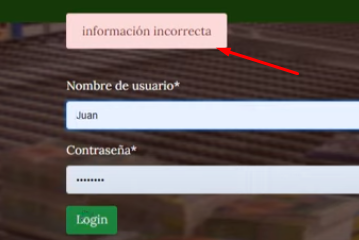 información incorrecta
Nombre de usuario*
Juan
Contraseña*
••••••••
Login